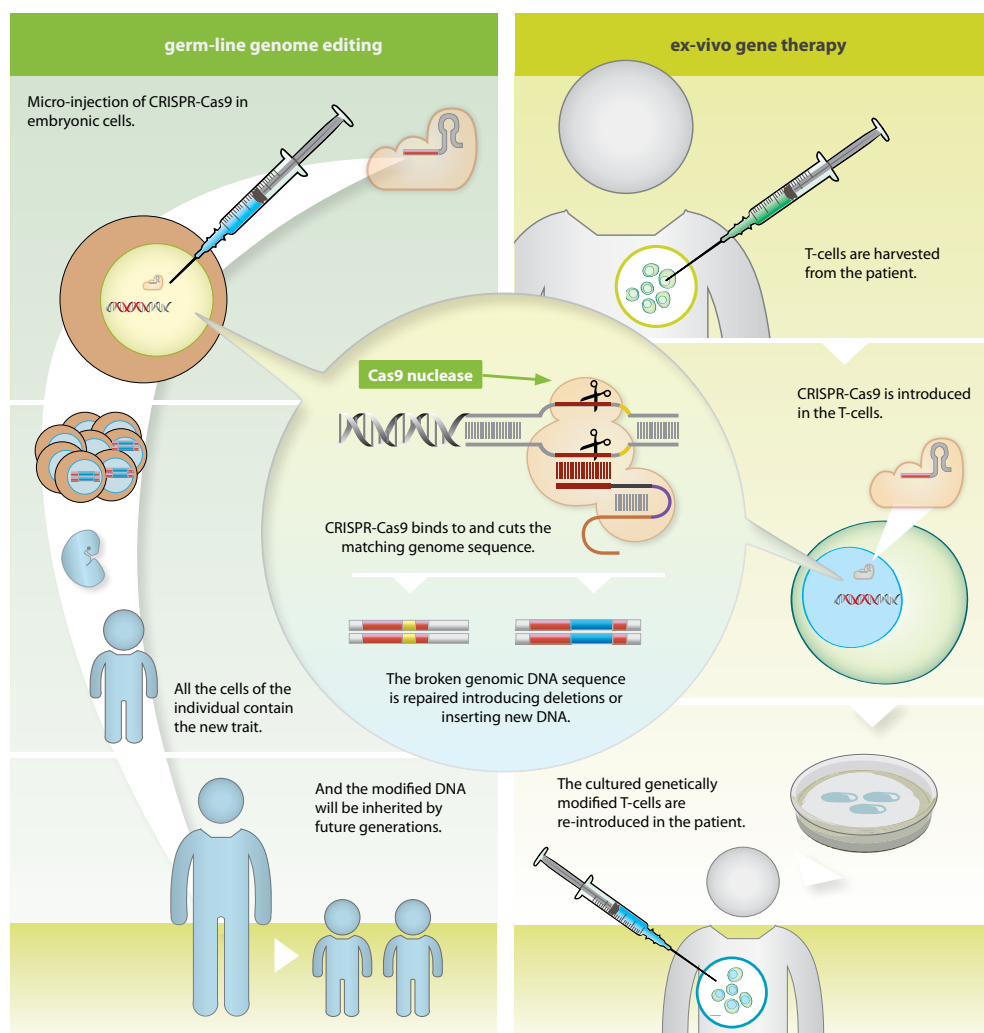 germ-line genome editing
Micro-injection of CRISPR-Cas9 in
embryonic cells.
All the cells of the
individual contain
the new trait.
And the modified DNA
will be inherited by
future generations.
Cas9 nuclease
CRISPR-Cas9 binds to and cuts the
matching genome sequence.
The broken genomic DNA sequence
is repaired introducing deletions or
inserting new DNA.
ex-vivo gene therapy
T-cells are harvested
from the patient.
CRISPR-Cas9 is introduced
in the T-cells.
The cultured genetically
modified T-cells are
re-introduced in the patient.